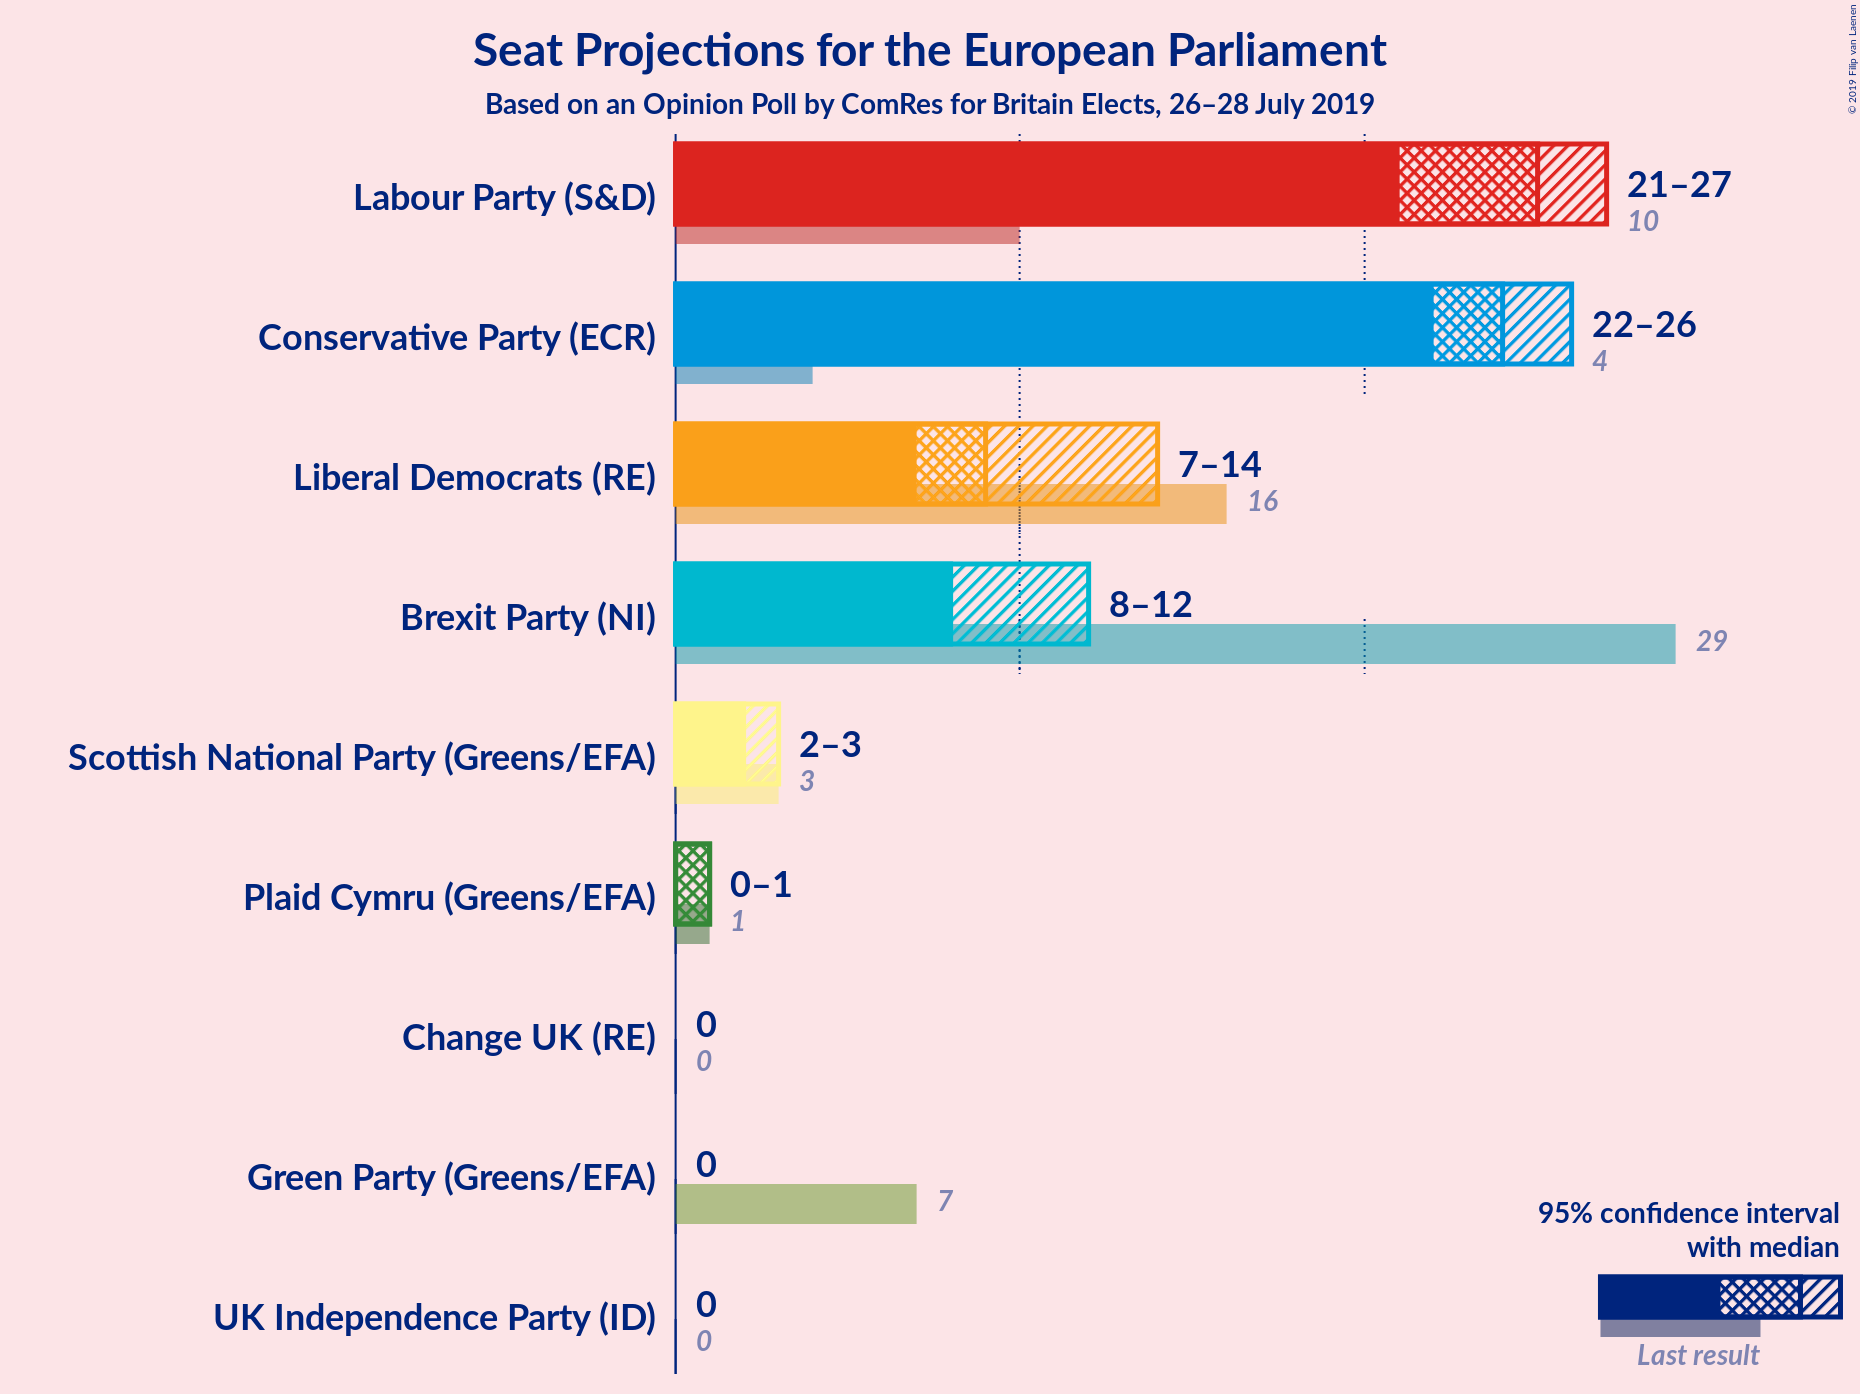 Seat Projections for the European Parliament
Based on an Opinion Poll by ComRes for Britain Elects, 26–28 July 2019
© 2019 Filip van Laenen
Labour Party (S&D)
21–27
10
Conservative Party (ECR)
22–26
4
Liberal Democrats (RE)
7–14
16
Brexit Party (NI)
8–12
29
Scottish National Party (Greens/EFA)
2–3
3
Plaid Cymru (Greens/EFA)
0–1
1
Change UK (RE)
0
0
Green Party (Greens/EFA)
0
7
UK Independence Party (ID)
0
0
95% confidence interval
with median
Last result